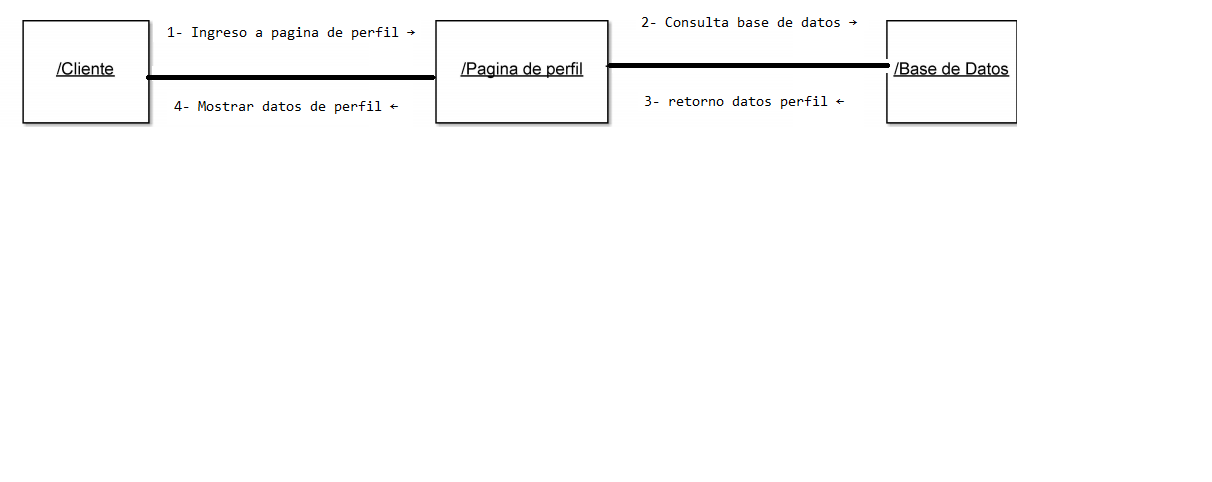 1- Ingreso a pagina de perfil →
2- Consulta base de datos →
/Cliente
/Pagina de perfil
/Base de Datos
4- Mostrar datos de perfil ←
3- retorno datos perfil ←